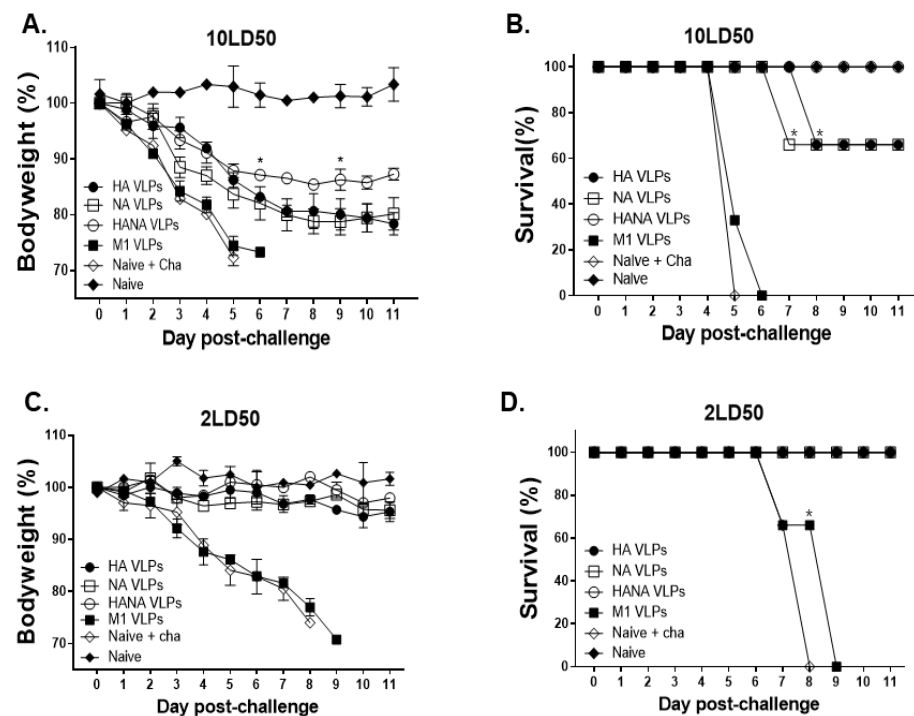 A.
10LD50
Bodyweight (%)
110
100
90
80
70
*
*
HA VLPs
NA VLPs
HANA VLPs
M1 VLPs
Naive + Cha
Naive
0 1 2 3 4 5 6 7 8 9 10 11
Day post-challenge
B.
10LD50
Survival(%)
100
80
60
40
20
0
*
*
HA VLPs
NA VLPs
HANA VLPs
M1 VLPs
Naive + Cha
Naive
0 1 2 3 4 5 6 7 8 9 10 11
Day post-challenge
C.
2LD50
Bodyweight (%)
110
100
90
80
70
HA VLPs
NA VLPs
HANA VLPs
M1 VLPs
Naive + cha
Naive
0 1 2 3 4 5 6 7 8 9 10 11
Day post-challenge
D.
2LD50
Survival (%)
100
80
60
40
20
0
*
HA VLPs
NA VLPs
HANA VLPs
M1 VLPs
Naive + cha
Naive
0 1 2 3 4 5 6 7 8 9 10 11
Day post-challenge